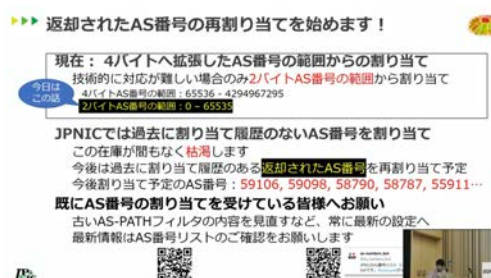 返却されたAS番号の再割り当てを始めます！
現在： 4バイトへ拡張したAS番号の範囲からの割り当て
技術的に対応が難しい場合のみ2バイトAS番号の範囲から割り当て
今日は
この話
4バイトAS番号の範囲：65536 - 4294967295
2バイトAS番号の範囲：0 – 65535
JPNICでは過去に割り当て履歴のないAS番号を割り当て
この在庫が間もなく枯渇します
今後は過去に割り当て履歴のある返却されたAS番号を再割り当て予定
今後割り当て予定のAS番号：59106, 59098, 58790, 58787, 55911…
既にAS番号の割り当てを受けている皆様へお願い
古いAS-PATHフィルタの内容を見直すなど、常に最新の設定へ
最新情報はAS番号リストのご確認をお願いします